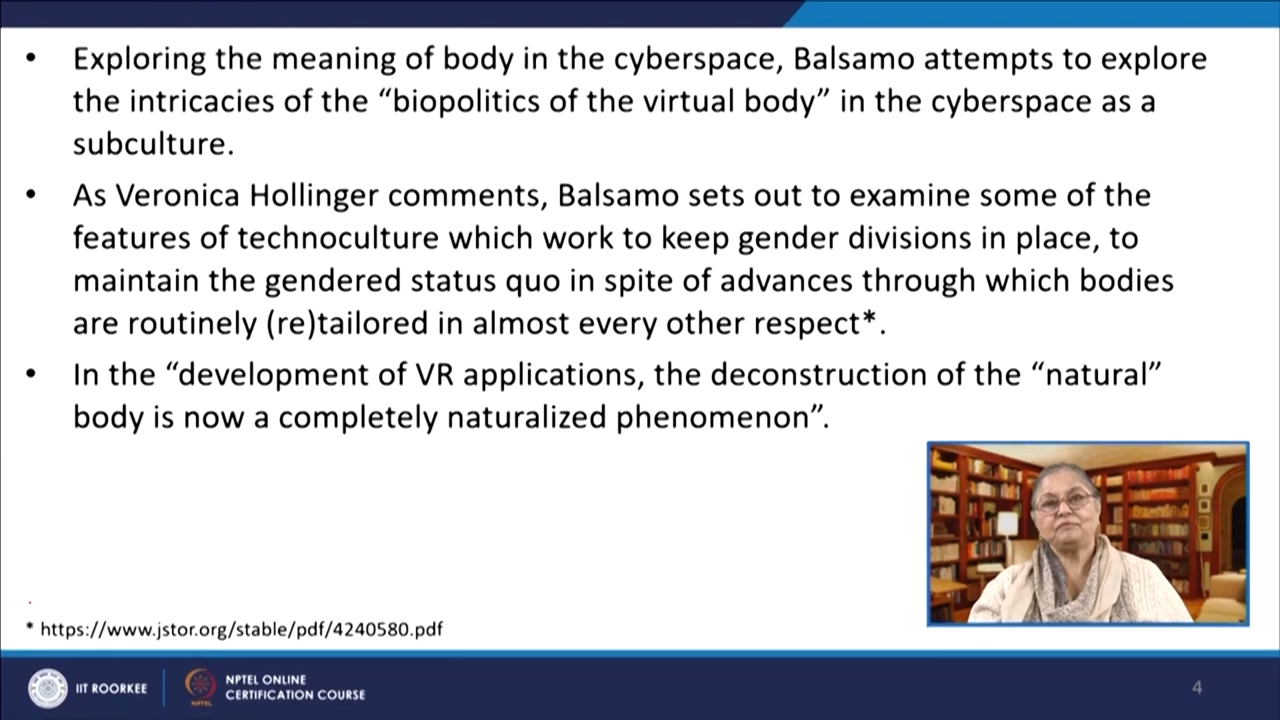 • Exploring the meaning of body in the cyberspace, Balsamo attempts to explore
the intricacies of the “biopolitics of the virtual body” in the cyberspace as a
subculture.
• As Veronica Hollinger comments, Balsamo sets out to examine some of the
features of technoculture which work to keep gender divisions in place, to
maintain the gendered status quo in spite of advances through which bodies
are routinely (re)tailored in almost every other respect*.
• In the “development of VR applications, the deconstruction of the “natural”
body is now a completely naturalized phenomenon”.
* https://www.jstor.org/stable/pdf/4240580.pdf
IIT ROORKEE
NPTEL
NPTEL ONLINE
CERTIFICATION COURSE
4